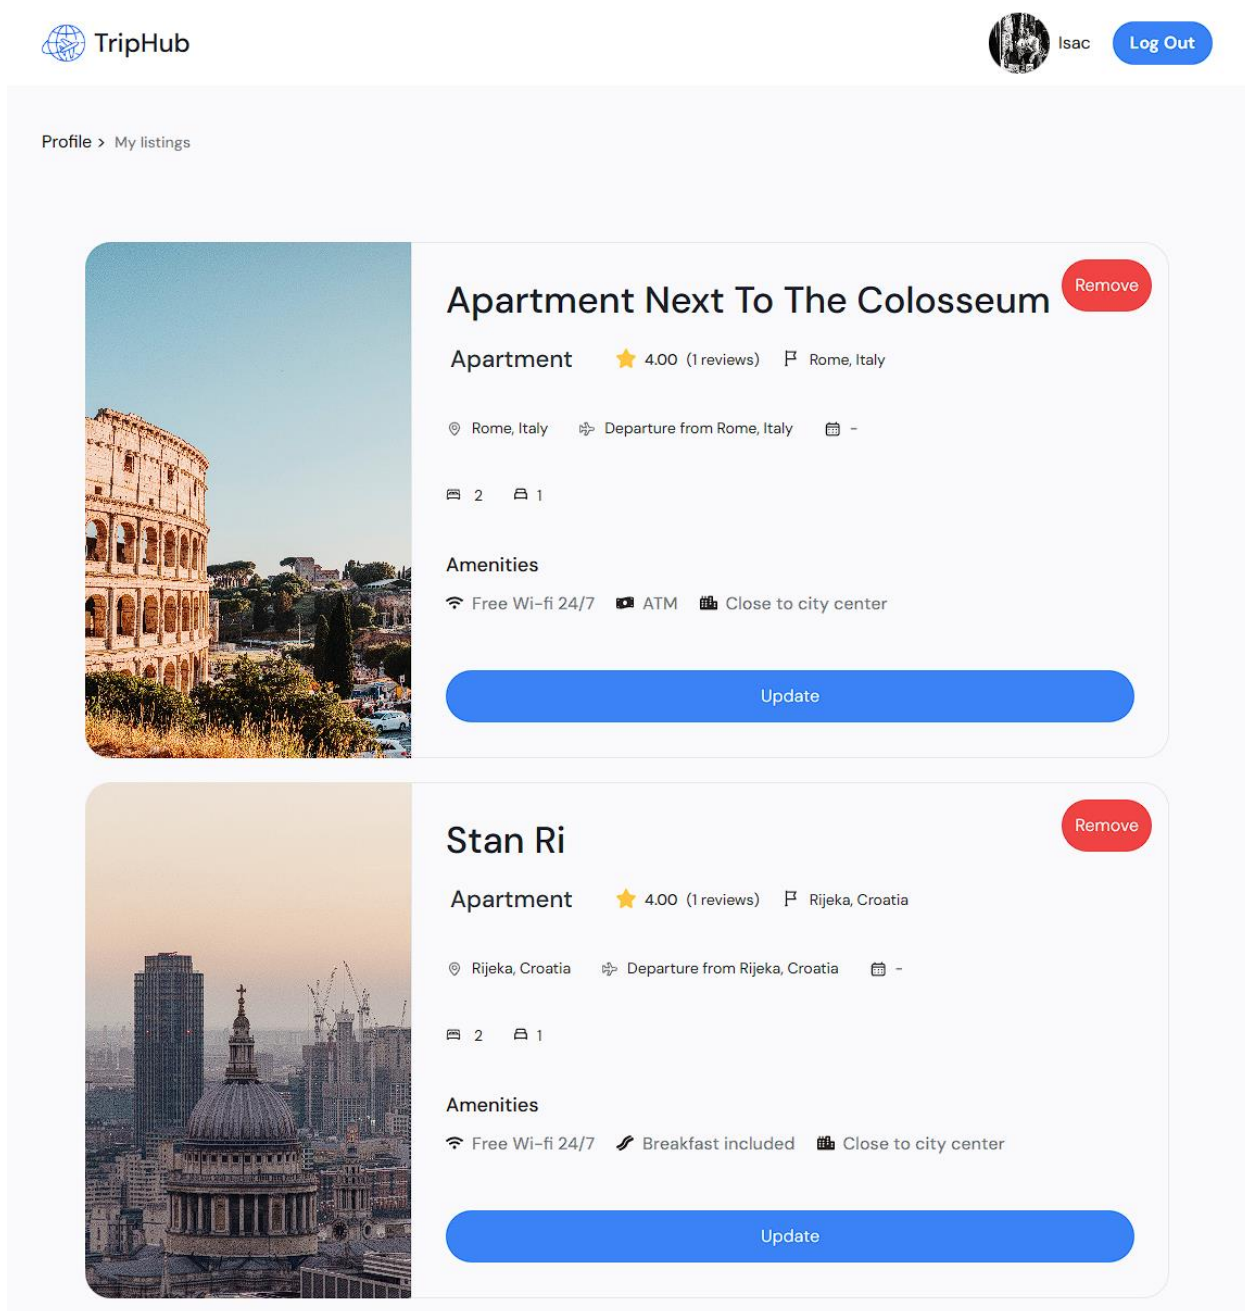 TripHub
Isac
Log Out
Profile > My listings
Apartment Next To The Colosseum
Remove
Apartment 4.00 (1 reviews) Rome, Italy
Rome, Italy Departure from Rome, Italy -
2 1
Amenities
Free Wi-fi 24/7 ATM Close to city center
Update
Stan Ri
Remove
Apartment 4.00 (1 reviews) Rijeka, Croatia
Rijeka, Croatia Departure from Rijeka, Croatia -
2 1
Amenities
Free Wi-fi 24/7 Breakfast included Close to city center
Update